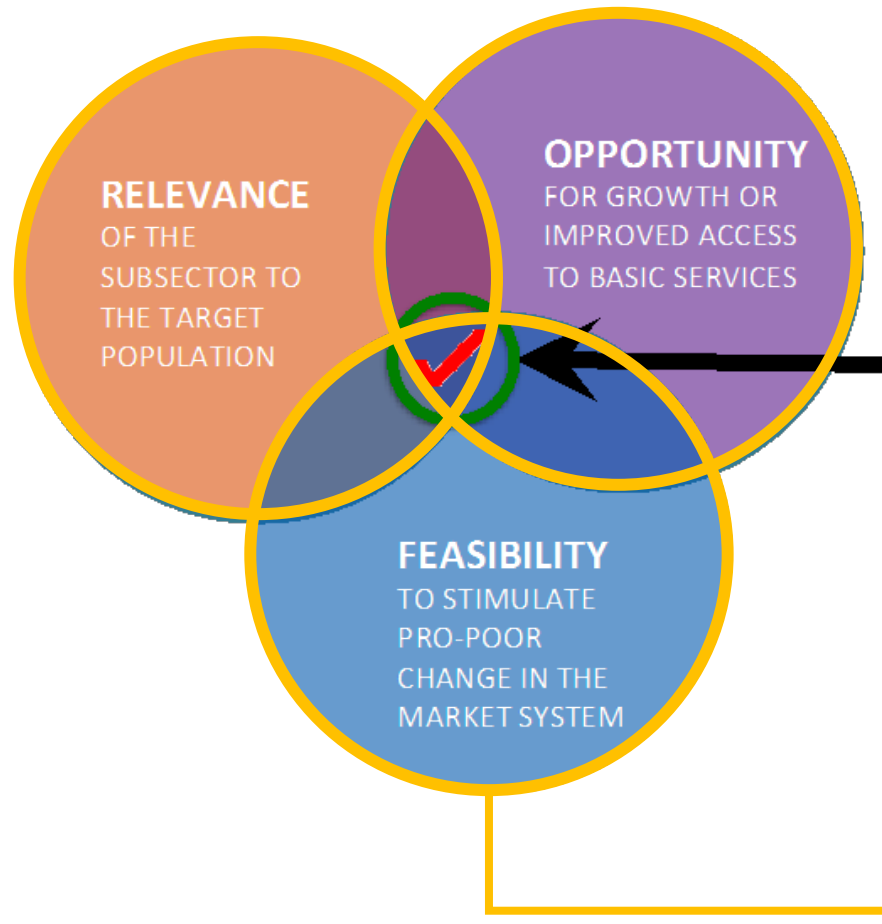 RELEVANCE
OF THE
SUBSECTOR TO
THE TARGET
POPULATION
OPPORTUNITY
FOR GROWTH OR
IMPROVED ACCESS
TO BASIC SERVICES
FEASIBILITY
TO STIMULATE
PRO-POOR
CHANGE IN THE
MARKET SYSTEM